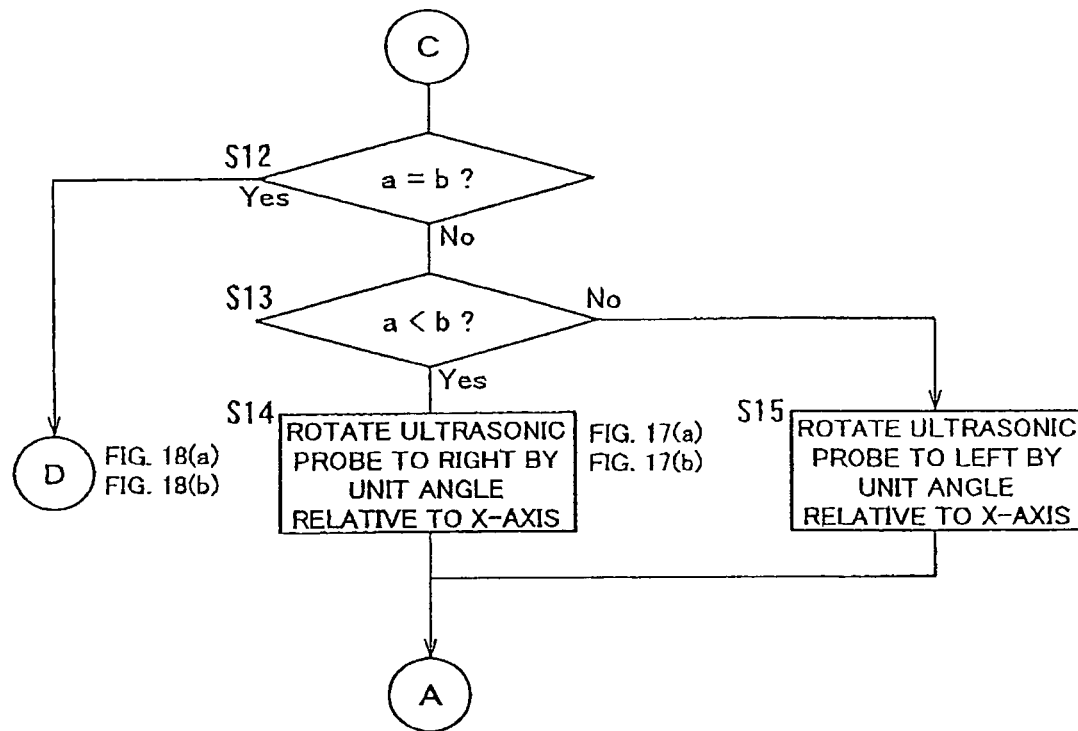 C
S12
a = b ?
Yes
No
S13
a < b ?
No
Yes
S14
ROTATE ULTRASONIC
PROBE TO RIGHT BY
UNIT ANGLE
RELATIVE TO X-AXIS
FIG. 17(a)
FIG. 17(b)
S15
ROTATE ULTRASONIC
PROBE TO LEFT BY
UNIT ANGLE
RELATIVE TO X-AXIS
D
FIG. 18(a)
FIG. 18(b)
A